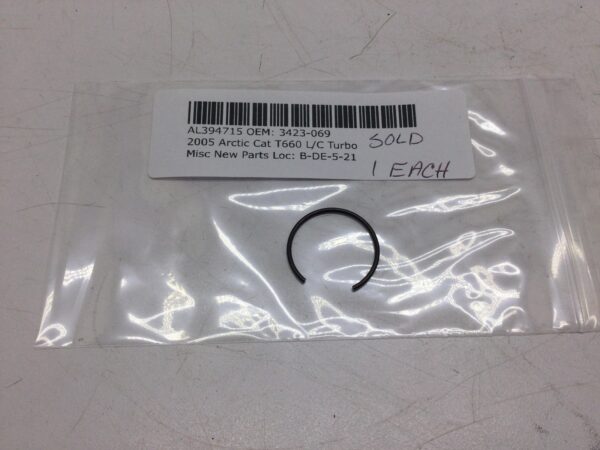 AL394715 OEM: 3423-069
2005 Arctic Cat T660 L/C Turbo
Misc New Parts Loc: B-DE-5-21
SOLD
1 EACH